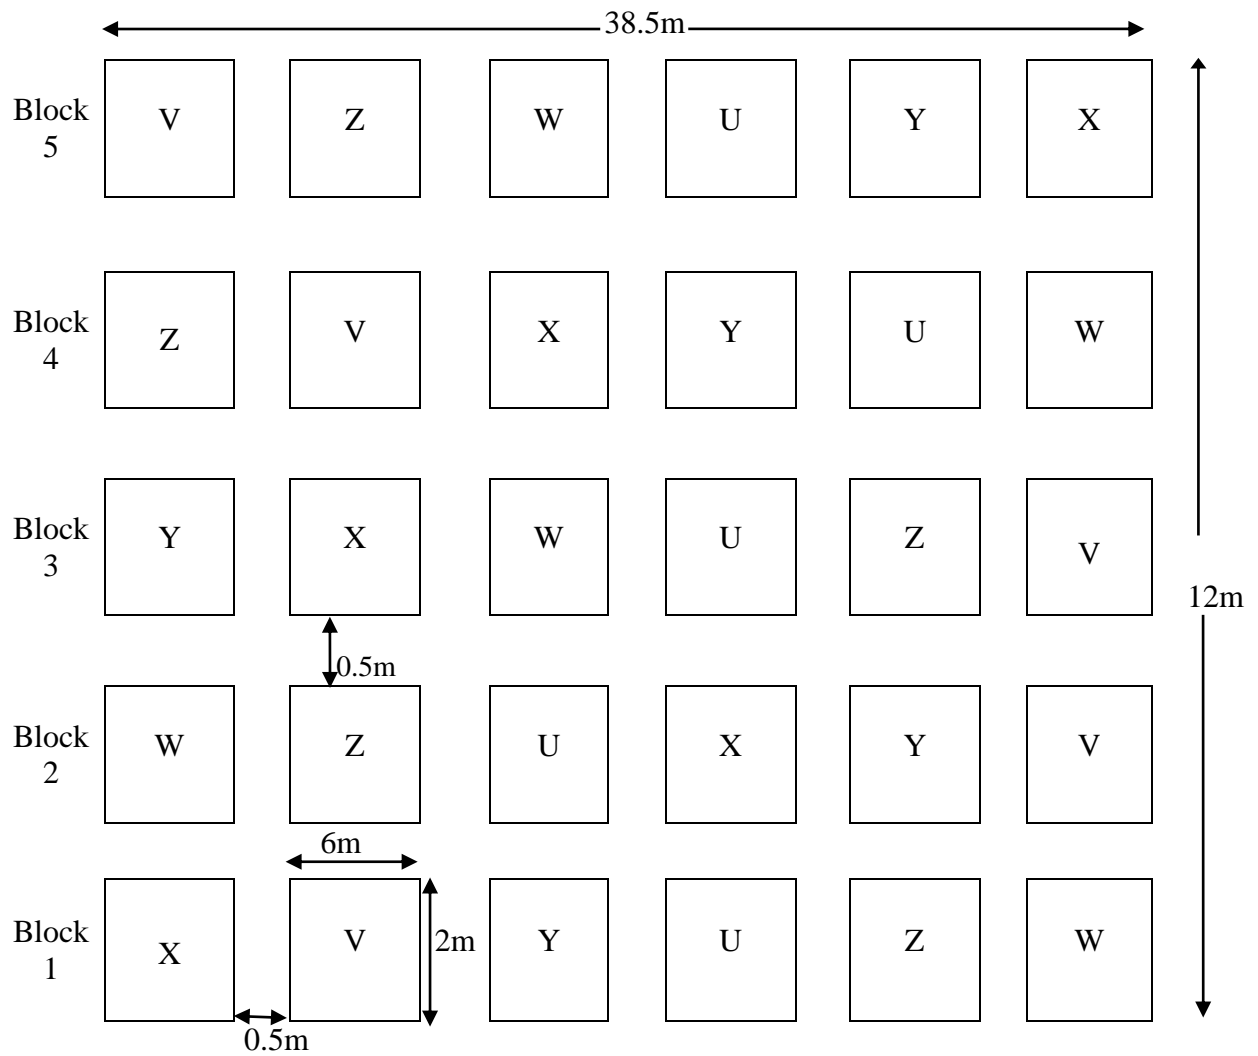 38.5m
Block
5
V Z W U Y X
Block
4
Z V X Y U W
Block
3
Y X W U Z V
12m
0.5m
Block
2
W Z U X Y V
6m
Block
1
X V 2m Y U Z W
0.5m